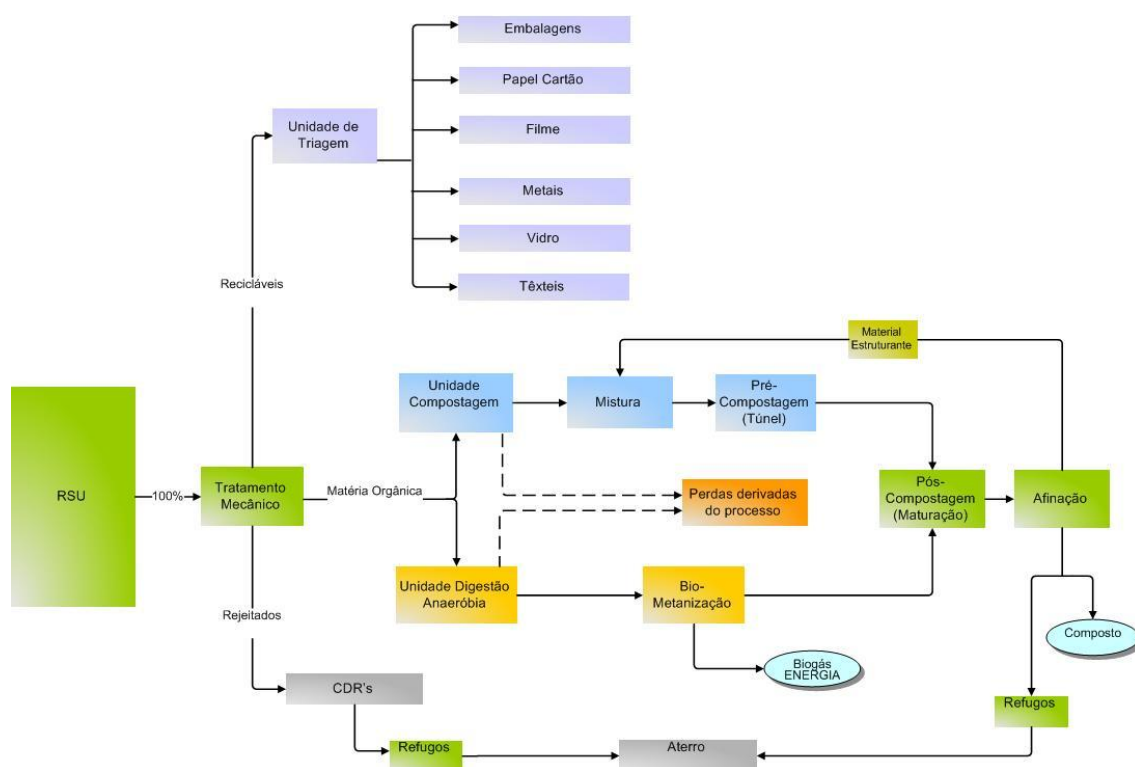 Embalagens
Papel Cartão
Unidade de
Triagem
Filme
Metais
Vidro
Têxteis
Recicláveis
Material
Estruturante
Unidade
Compostagem
Mistura
Pré-
Compostagem
(Túnel)
RSU
100%
Tratamento
Mecânico
Matéria Orgânica
Perdas derivadas
do processo
Pós-
Compostagem
(Maturação)
Afinação
Unidade Digestão
Anaeróbia
Bio-
Metanização
Rejeitados
Composto
Biogás
ENERGIA
CDR's
Refugos
Refugos
Aterro